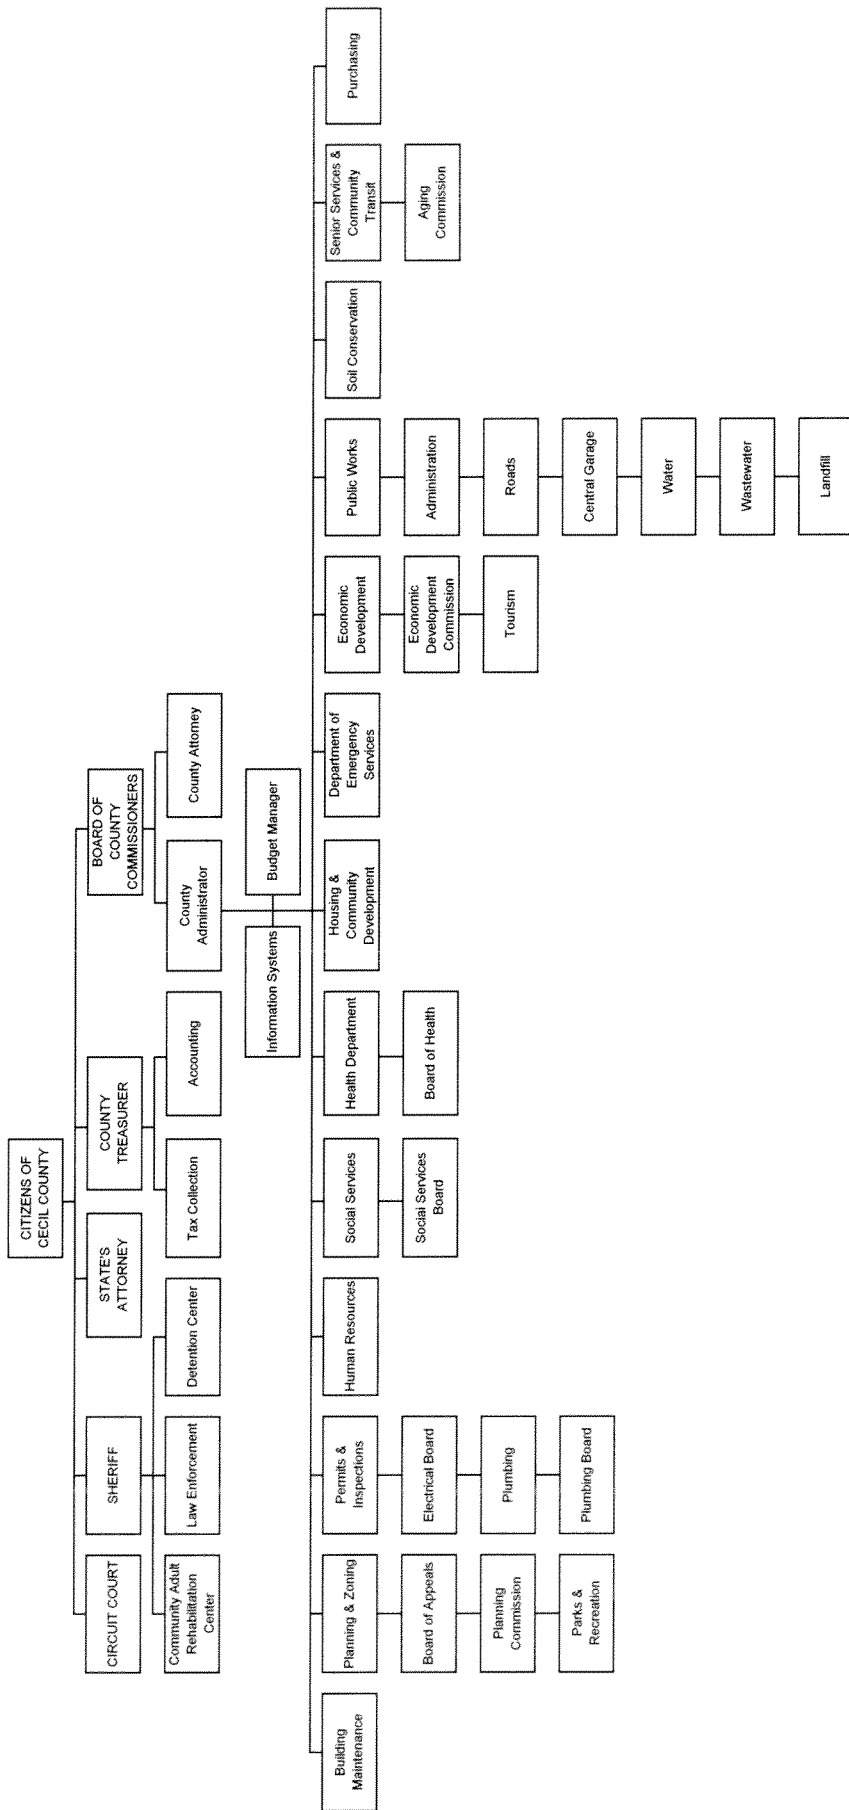 CITIZENS OF
CECIL COUNTY
CIRCUIT COURT
SHERIFF
STATE'S
ATTORNEY
COUNTY
TREASURER
BOARD OF
COUNTY
COMMISSIONERS
Community Adult
Rehabilitation
Center
Law Enforcement
Detention Center
Tax Collection
Accounting
County
Administrator
County Attorney
Information Systems
Budget Manager
Building
Maintenance
Planning & Zoning
Permits &
Inspections
Human Resources
Social Services
Health Department
Housing &
Community
Development
Department of
Emergency
Services
Economic
Development
Public Works
Soil Conservation
Senior Services &
Community
Transit
Purchasing
Board of Appeals
Electrical Board
Social Services
Board
Board of Health
Economic
Development
Commission
Administration
Aging
Commission
Planning
Commission
Plumbing
Tourism
Roads
Parks &
Recreation
Plumbing Board
Central Garage
Water
Wastewater
Landfill